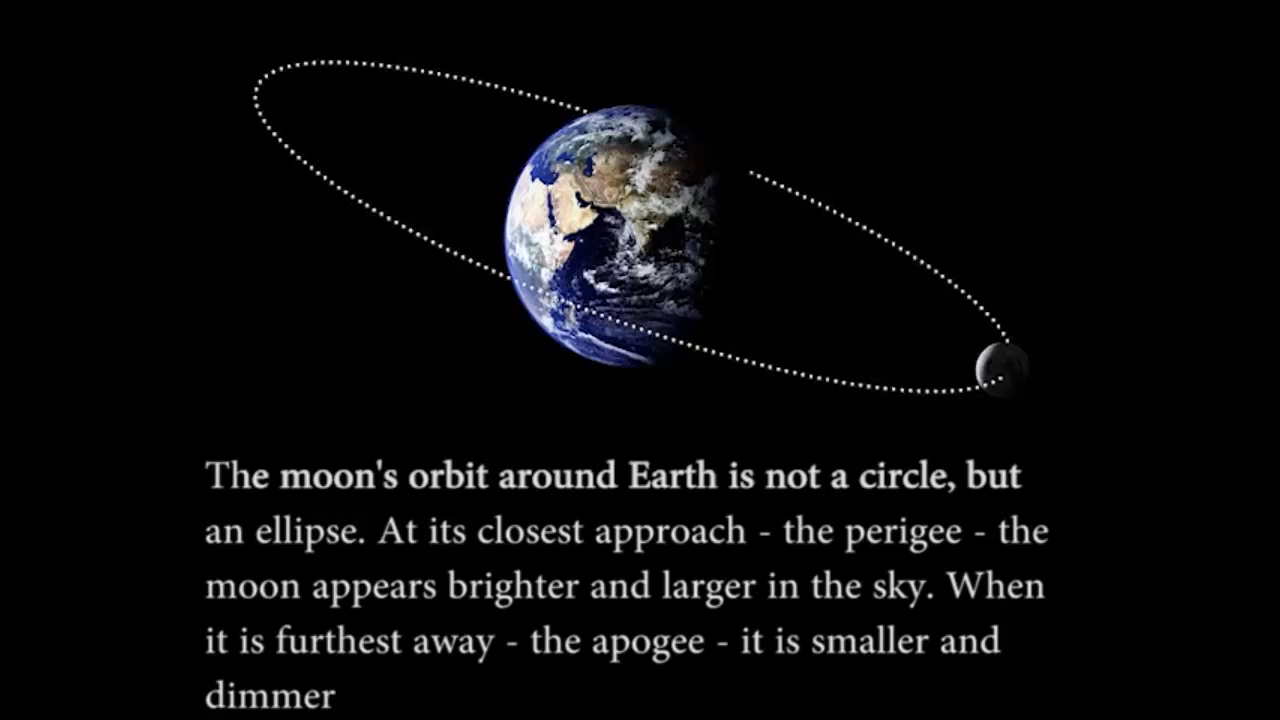 The moon's orbit around Earth is not a circle, but
an ellipse. At its closest approach - the perigee - the
moon appears brighter and larger in the sky. When
it is furthest away - the apogee - it is smaller and
dimmer